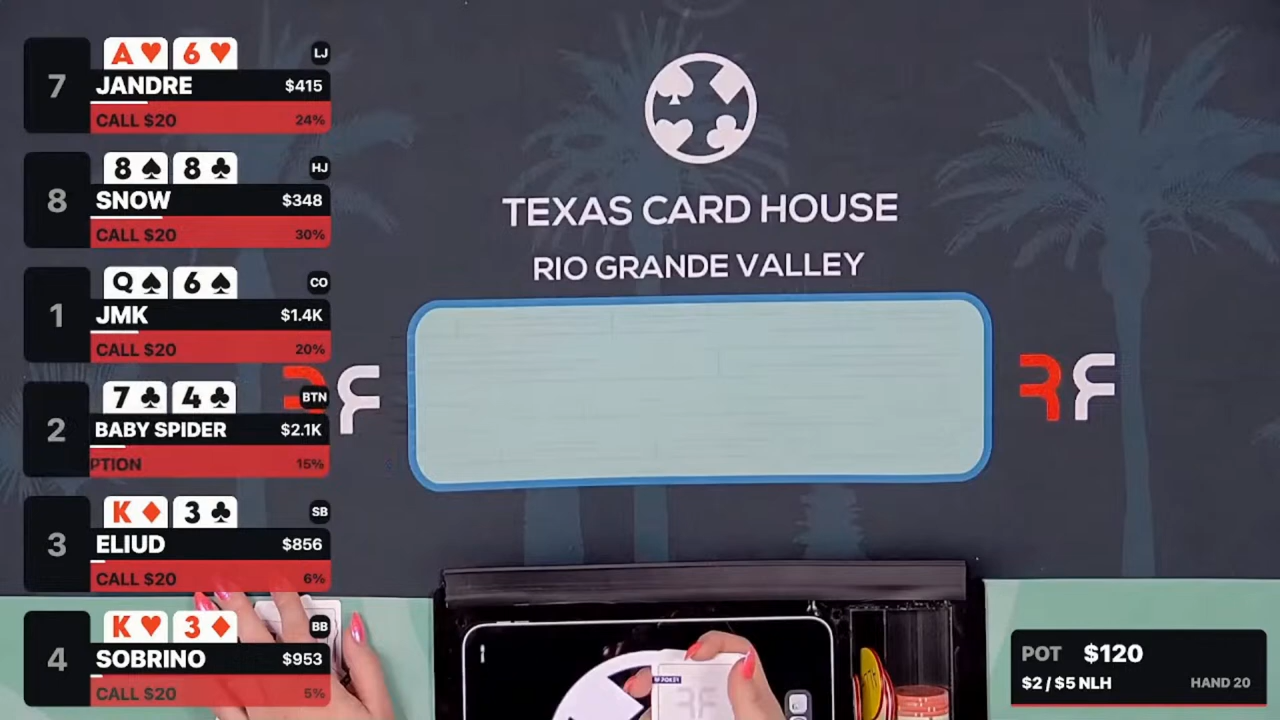 7
A♥ 6♥
LJ
JANDRE $415
CALL $20 24%
8
8♠ 8♣
HJ
SNOW $348
CALL $20 30%
1
Q♠ 6♠
CO
JMK $1.4K
CALL $20 20%
2
7♣ 4♣
BTN
BABY SPIDER $2.1K
PTION 15%
3
K♦ 3♣
SB
ELIUD $856
CALL $20 6%
4
K♥ 3♦
BB
SOBRINO $953
CALL $20 5%
TEXAS CARD HOUSE
RIO GRANDE VALLEY
RF
RF
RF
POT $120
$2 / $5 NLH HAND 20